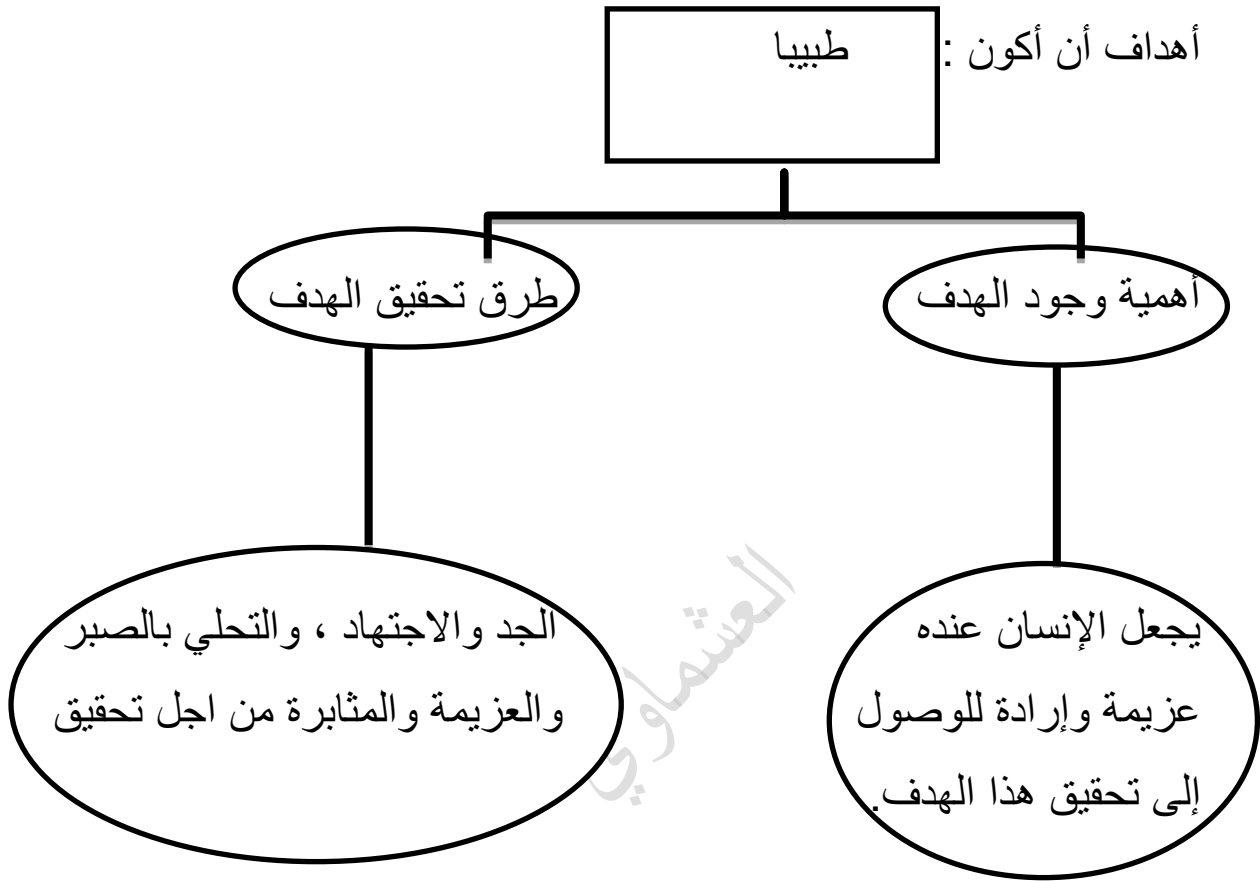 أهداف أن أكون : طبيبا
أهمية وجود الهدف
طرق تحقيق الهدف
يجعل الإنسان عنده
عزيمة وإرادة للوصول
إلى تحقيق هذا الهدف.
الجد والاجتهاد ، والتحلي بالصبر
والعزيمة والمثابرة من اجل تحقيق
العشماوي